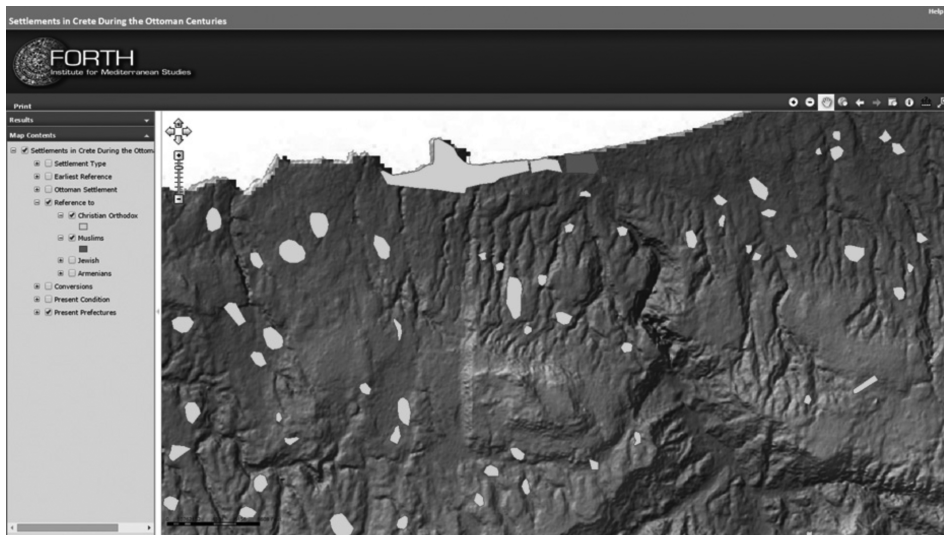 Help
Settlements in Crete During the Ottoman Centuries
FORTH
Institute for Mediterranean Studies
Print
Results
Map Contents
Settlements in Crete During the Ottom
Settlement Type
Earliest Reference
Ottoman Settlement
Reference to
Christian Orthodox
Muslims
Jewish
Armenians
Conversions
Present Condition
Present Prefectures